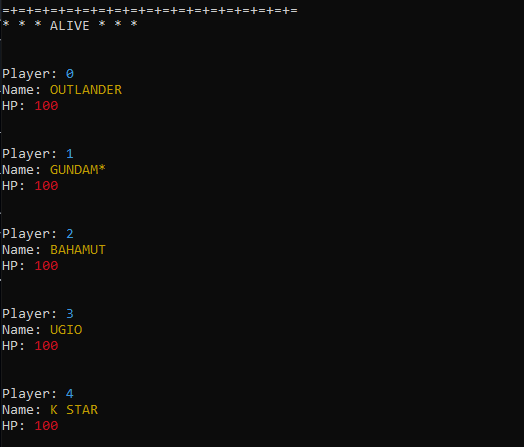 =+=+=+=+=+=+=+=+=+=+=+=+=+=+=+=+=+=+=
* * * ALIVE * * *
Player: 0
Name: OUTLANDER
HP: 100
Player: 1
Name: GUNDAM*
HP: 100
Player: 2
Name: BAHAMUT
HP: 100
Player: 3
Name: UGIO
HP: 100
Player: 4
Name: K STAR
HP: 100